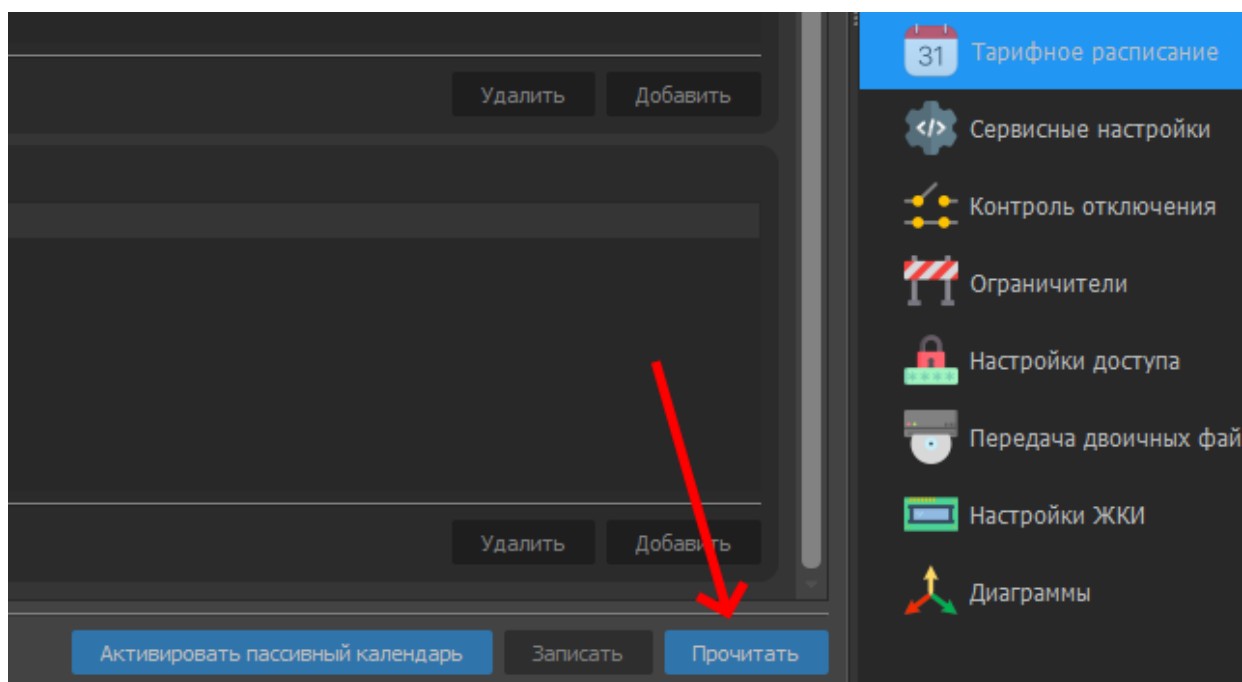 31
Тарифное расписание
Удалить
Добавить
</>
Сервисные настройки
Контроль отключения
Ограничители
****
Настройки доступа
Передача двоичных фай
Настройки ЖКИ
Удалить
Добавить
Диаграммы
Активировать пассивный календарь
Записать
Прочитать